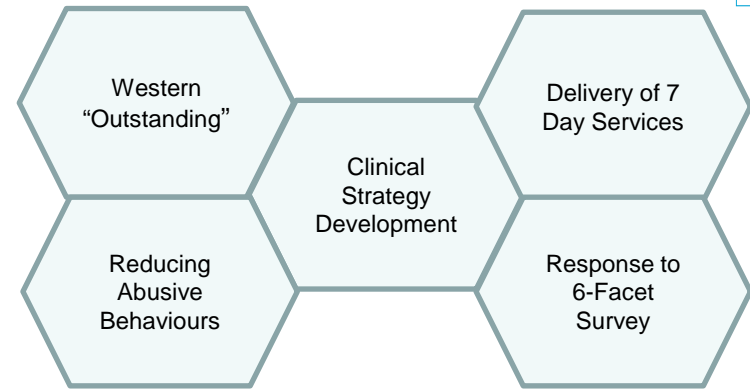 Western
“Outstanding”
Reducing
Abusive
Behaviours
Clinical
Strategy
Development
Delivery of 7
Day Services
Response to
6-Facet
Survey